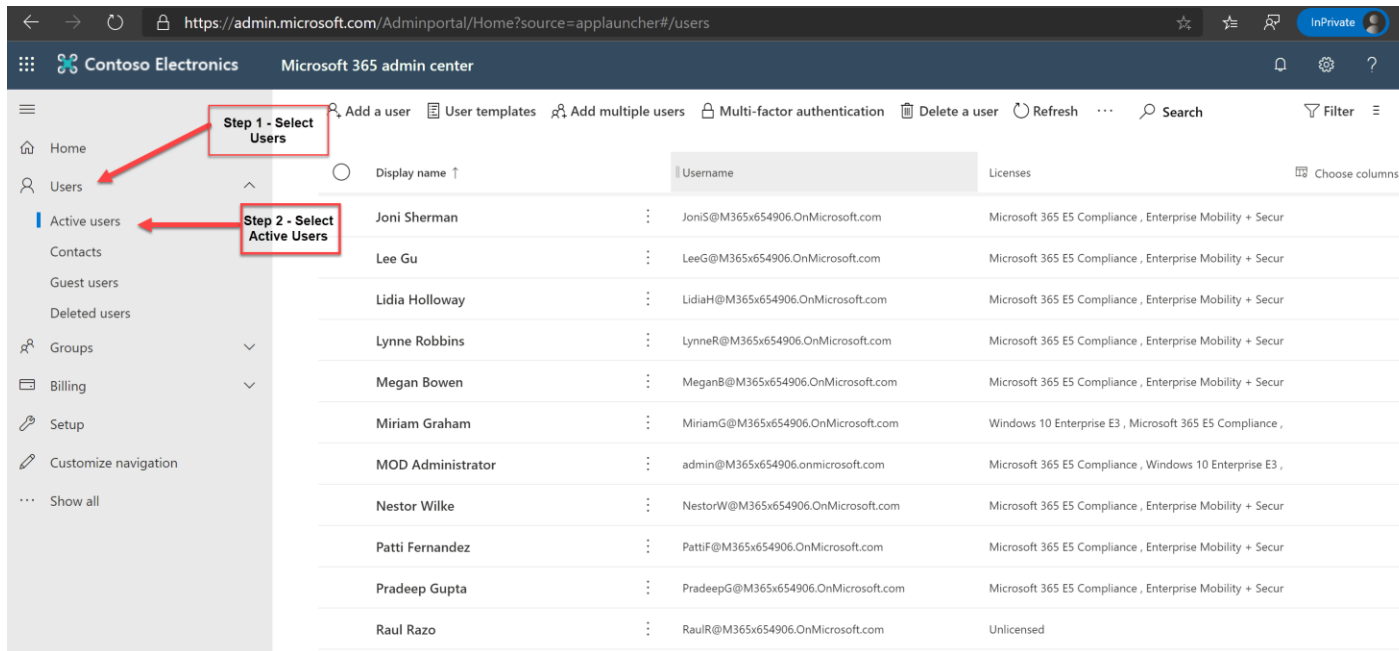 https://admin.microsoft.com/Adminportal/Home?source=applauncher#/users
InPrivate
Contoso Electronics
Microsoft 365 admin center
?
Add a user
User templates
Add multiple users
Multi-factor authentication
Delete a user
Refresh
Search
Filter
Step 1 - Select
Users
Home
Users
Active users
Contacts
Guest users
Deleted users
Groups
Billing
Setup
Customize navigation
Show all
Step 2 - Select
Active Users
Display name ↑ Username Licenses Choose columns
Joni Sherman JoniS@M365x654906.OnMicrosoft.com Microsoft 365 E5 Compliance , Enterprise Mobility + Secur
Lee Gu LeeG@M365x654906.OnMicrosoft.com Microsoft 365 E5 Compliance , Enterprise Mobility + Secur
Lidia Holloway LidiaH@M365x654906.OnMicrosoft.com Microsoft 365 E5 Compliance , Enterprise Mobility + Secur
Lynne Robbins LynneR@M365x654906.OnMicrosoft.com Microsoft 365 E5 Compliance , Enterprise Mobility + Secur
Megan Bowen MeganB@M365x654906.OnMicrosoft.com Microsoft 365 E5 Compliance , Enterprise Mobility + Secur
Miriam Graham MiriamG@M365x654906.OnMicrosoft.com Windows 10 Enterprise E3 , Microsoft 365 E5 Compliance ,
MOD Administrator admin@M365x654906.onmicrosoft.com Microsoft 365 E5 Compliance , Windows 10 Enterprise E3 ,
Nestor Wilke NestorW@M365x654906.OnMicrosoft.com Microsoft 365 E5 Compliance , Enterprise Mobility + Secur
Patti Fernandez PattiF@M365x654906.OnMicrosoft.com Microsoft 365 E5 Compliance , Enterprise Mobility + Secur
Pradeep Gupta PradeepG@M365x654906.OnMicrosoft.com Microsoft 365 E5 Compliance , Enterprise Mobility + Secur
Raul Razo RaulR@M365x654906.OnMicrosoft.com Unlicensed